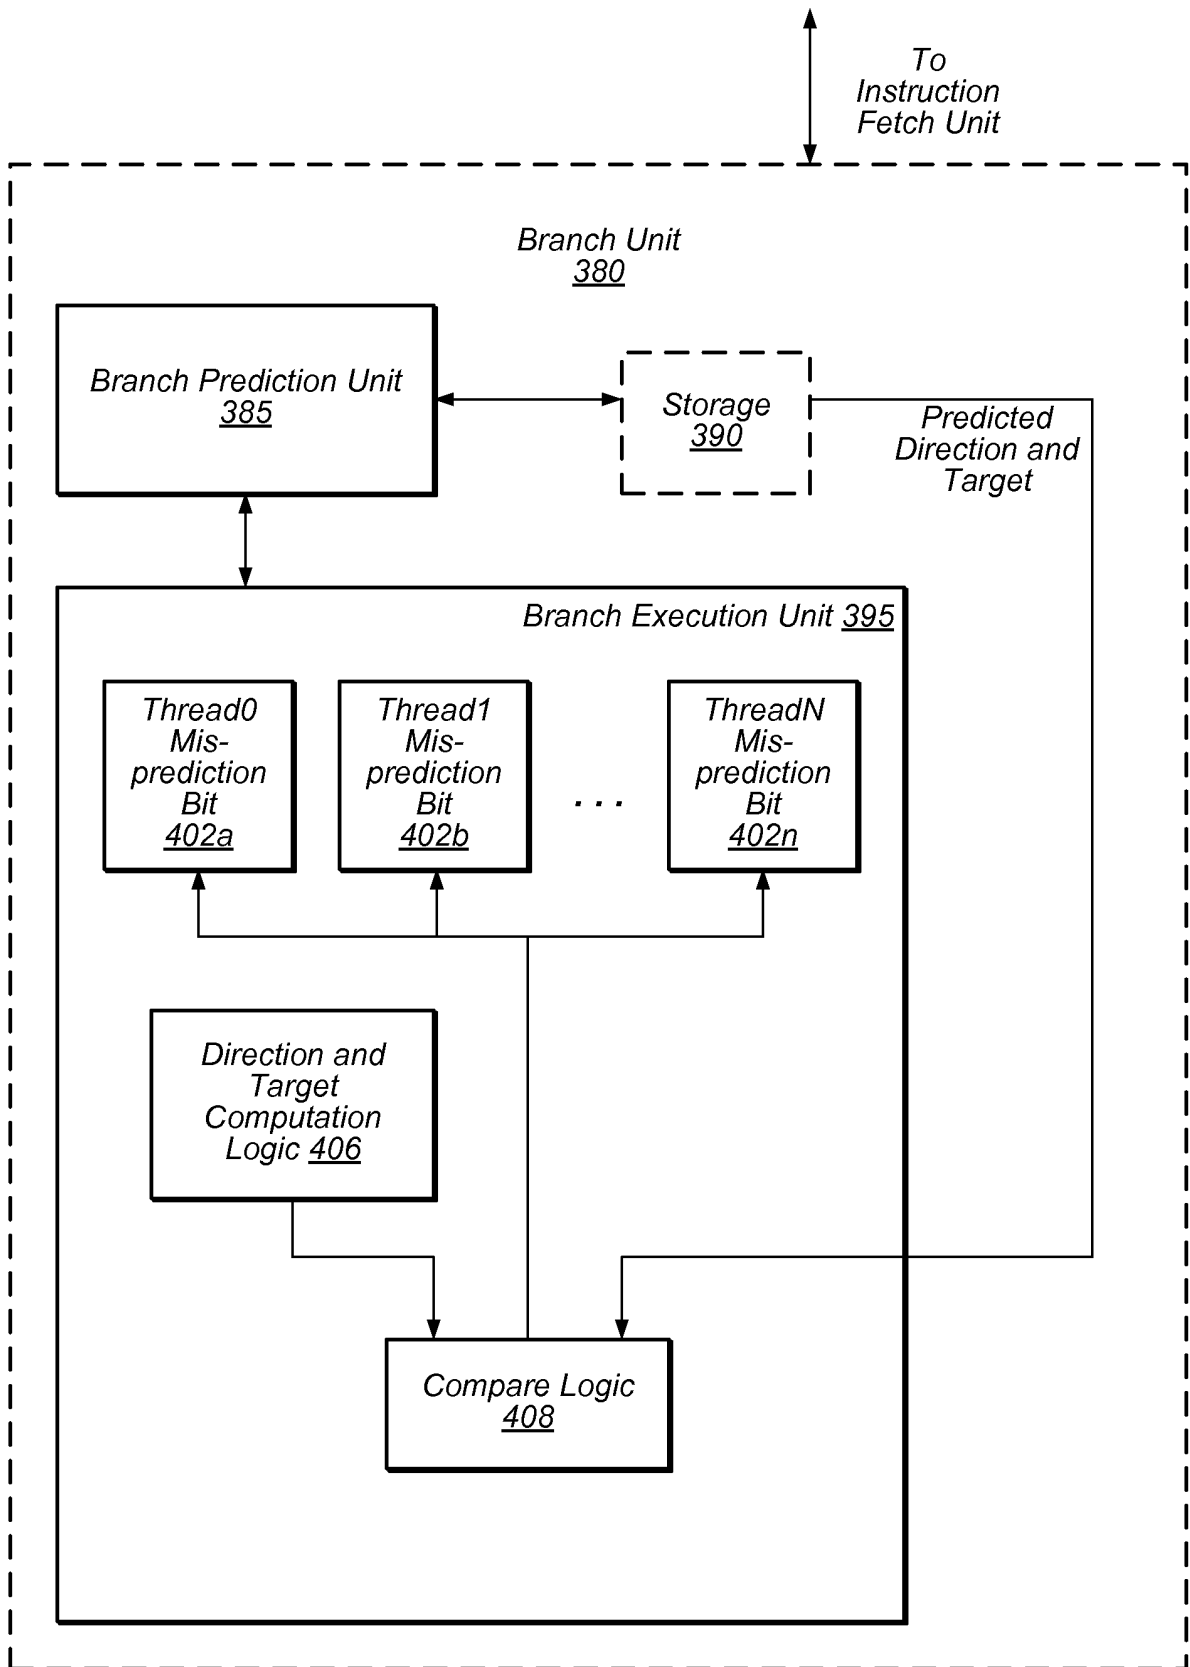 To
Instruction
Fetch Unit
Branch Unit
380
Branch Prediction Unit
385
Storage
390
Predicted
Direction and
Target
Branch Execution Unit 395
Thread0
Mis-
prediction
Bit
402a
Thread1
Mis-
prediction
Bit
402b
...
ThreadN
Mis-
prediction
Bit
402n
Direction and
Target
Computation
Logic 406
Compare Logic
408